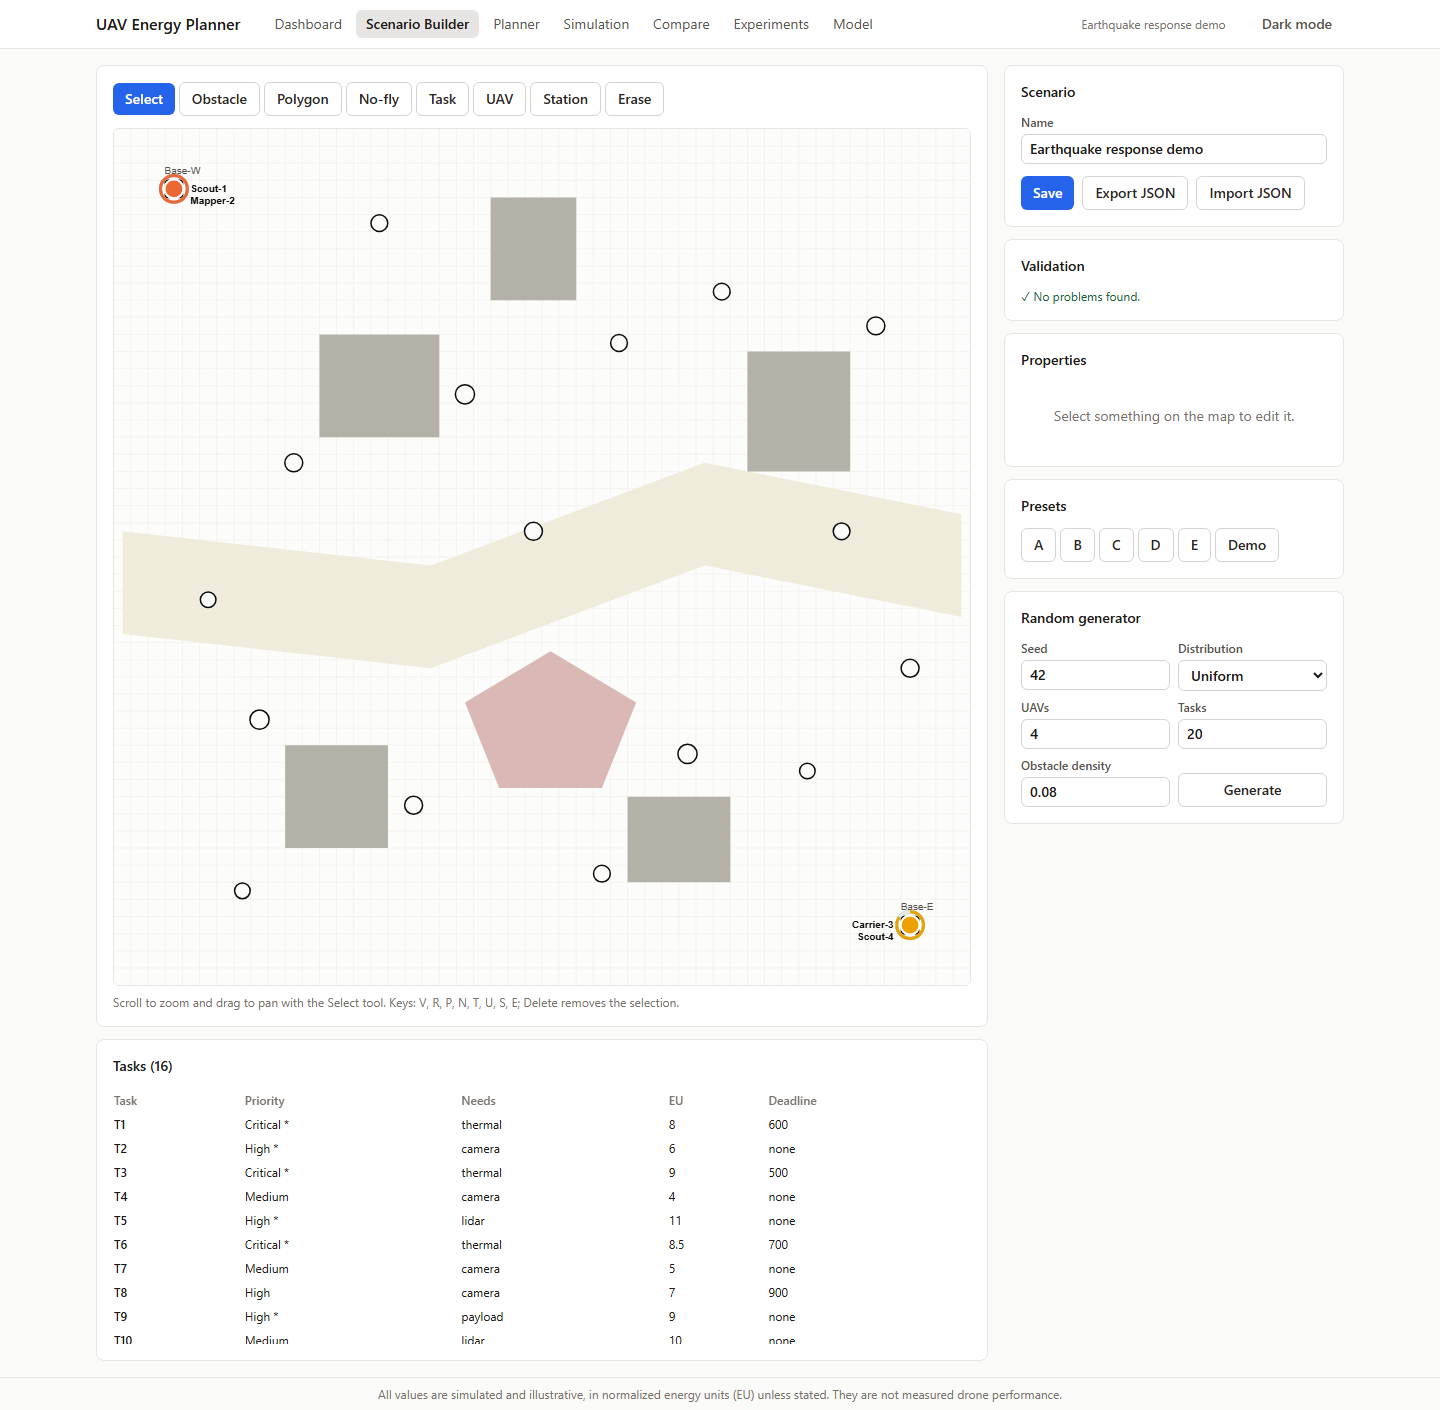 UAV Energy Planner Dashboard Scenario Builder Planner Simulation Compare Experiments Model Earthquake response demo Dark mode
Select Obstacle Polygon No-fly Task UAV Station Erase
Base-W
Scout-1
Mapper-2
Base-E
Carrier-3
Scout-4
Scroll to zoom and drag to pan with the Select tool. Keys: V, R, P, N, T, U, S, E; Delete removes the selection.
Tasks (16)
Task Priority Needs EU Deadline
T1 Critical * thermal 8 600
T2 High * camera 6 none
T3 Critical * thermal 9 500
T4 Medium camera 4 none
T5 High * lidar 11 none
T6 Critical * thermal 8.5 700
T7 Medium camera 5 none
T8 High camera 7 900
T9 High * payload 9 none
T10 Medium lidar 10 none
Scenario
Name
Earthquake response demo
Save Export JSON Import JSON
Validation
✓ No problems found.
Properties
Select something on the map to edit it.
Presets
A B C D E Demo
Random generator
Seed Distribution
42 Uniform
UAVs Tasks
4 20
Obstacle density
0.08 Generate
All values are simulated and illustrative, in normalized energy units (EU) unless stated. They are not measured drone performance.